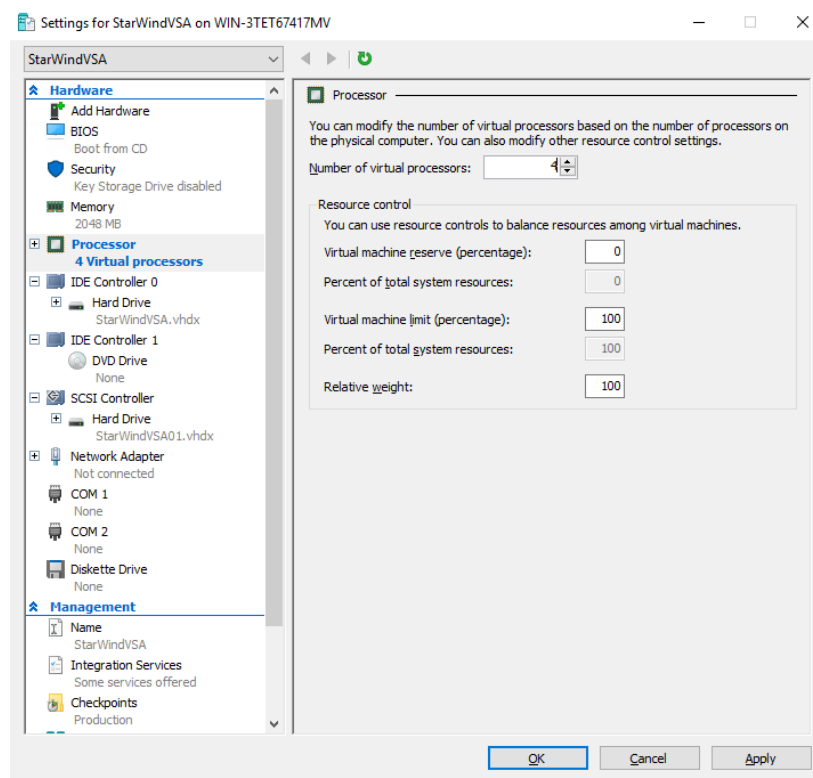 Settings for StarWindVSA on WIN-3TET67417MV
StarWindVSA
Hardware
Add Hardware
BIOS
Boot from CD
Security
Key Storage Drive disabled
Memory
2048 MB
Processor
4 Virtual processors
IDE Controller 0
Hard Drive
StarWindVSA.vhdx
IDE Controller 1
DVD Drive
None
SCSI Controller
Hard Drive
StarWindVSA01.vhdx
Network Adapter
Not connected
COM 1
None
COM 2
None
Diskette Drive
None
Management
Name
StarWindVSA
Integration Services
Some services offered
Checkpoints
Production
Processor
You can modify the number of virtual processors based on the number of processors on
the physical computer. You can also modify other resource control settings.
Number of virtual processors: 4
Resource control
You can use resource controls to balance resources among virtual machines.
Virtual machine reserve (percentage): 0
Percent of total system resources: 0
Virtual machine limit (percentage): 100
Percent of total system resources: 100
Relative weight: 100
OK Cancel Apply